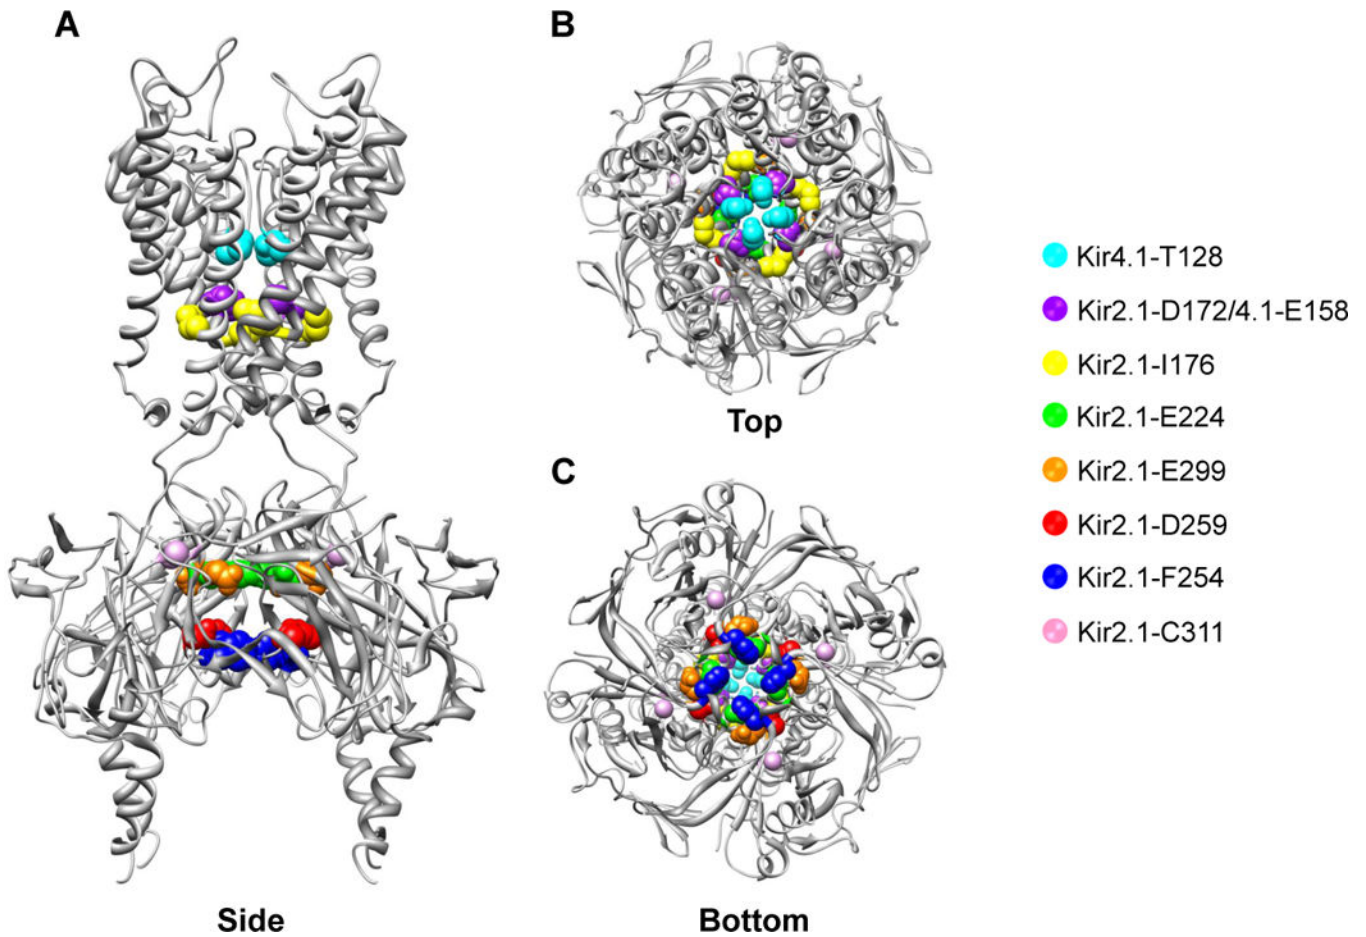 A
B
Kir4.1-T128
Kir2.1-D172/4.1-E158
Kir2.1-I176
Kir2.1-E224
Kir2.1-E299
Kir2.1-D259
Kir2.1-F254
Kir2.1-C311
Top
C
Side
Bottom